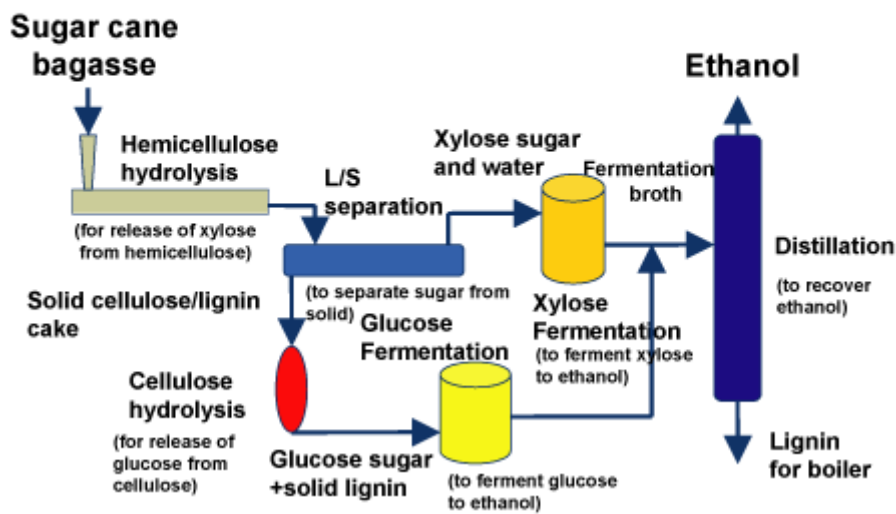 Sugar cane
bagasse
Hemicellulose
hydrolysis
(for release of xylose
from hemicellulose)
L/S
separation
(to separate sugar from
solid)
Xylose sugar
and water
Fermentation
broth
Ethanol
Xylose
Fermentation
(to ferment xylose
to ethanol)
Distillation
(to recover
ethanol)
Solid cellulose/lignin
cake
Cellulose
hydrolysis
(for release of
glucose from
cellulose)
Glucose sugar
+solid lignin
Glucose
Fermentation
(to ferment glucose
to ethanol)
Lignin
for boiler